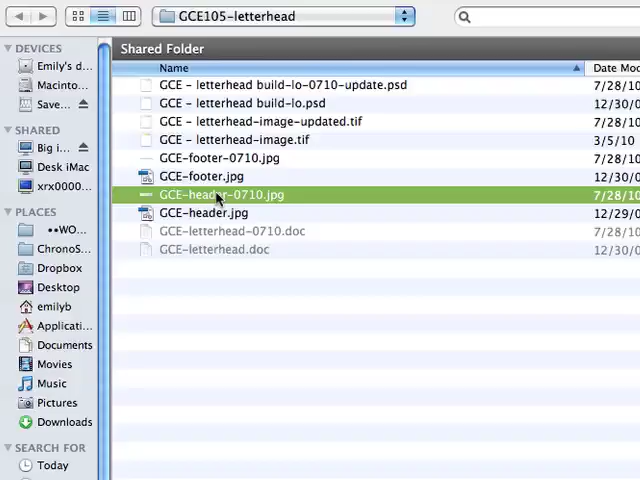 GCE105-letterhead
DEVICES
Emily's d...
Macinto...
Save...
SHARED
Big i...
Desk iMac
xrx0000...
PLACES
••WO...
ChronoS...
Dropbox
Desktop
emilyb
Applicati...
Documents
Movies
Music
Pictures
Downloads
SEARCH FOR
Today
Shared Folder
Name Date Mod
GCE - letterhead build-lo-0710-update.psd 7/28/10
GCE - letterhead build-lo.psd 12/30/0
GCE - letterhead-image-updated.tif 7/28/10
GCE - letterhead-image.tif 3/5/10
GCE-footer-0710.jpg 7/28/10
GCE-footer.jpg 12/30/0
GCE-header-0710.jpg 7/28/10
GCE-header.jpg 12/29/0
GCE-letterhead-0710.doc 7/28/10
GCE-letterhead.doc 12/30/0